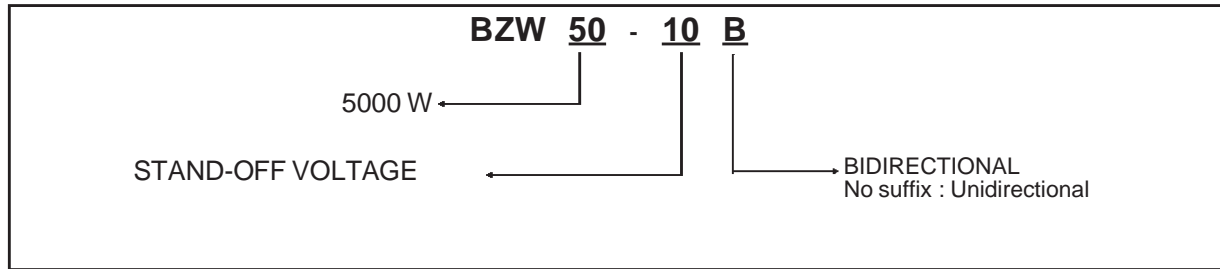 BZW 50 - 10 B
5000 W
STAND-OFF VOLTAGE
BIDIRECTIONAL
No suffix : Unidirectional